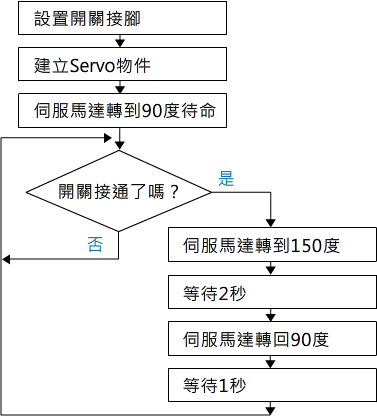 設置開關接腳
建立Servo物件
伺服馬達轉到90度待命
開關接通了嗎？
是
否
伺服馬達轉到150度
等待2秒
伺服馬達轉回90度
等待1秒